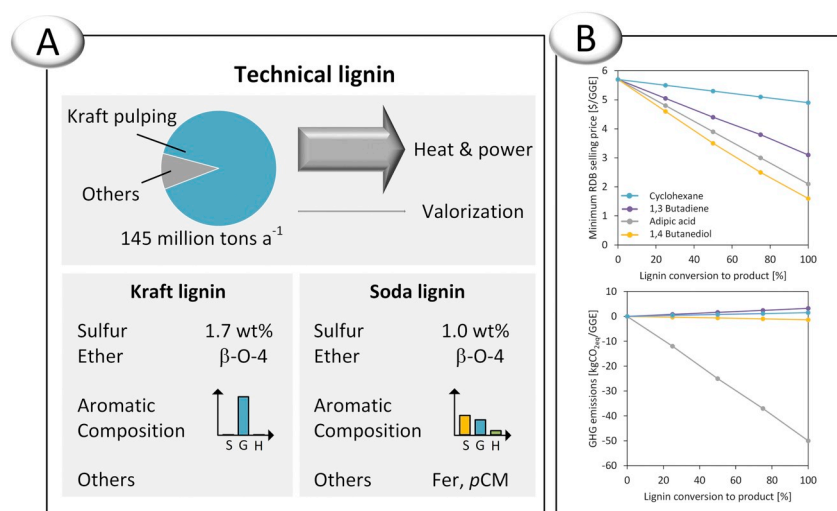 A
Technical lignin
Kraft pulping
Others
145 million tons a⁻¹
Heat & power
Valorization
Kraft lignin
Sulfur 1.7 wt%
Ether β-O-4
Aromatic
Composition
S G H
Others
Soda lignin
Sulfur 1.0 wt%
Ether β-O-4
Aromatic
Composition
S G H
Others Fer, pCM
B
Minimum RDB selling price [$/GGE]
6
5
4
3
2
1
0
Cyclohexane
1,3 Butadiene
Adipic acid
1,4 Butanediol
0 20 40 60 80 100
Lignin conversion to product [%]
GHG emissions [kgCO₂eq/GGE]
10
0
-10
-20
-30
-40
-50
-60
0 20 40 60 80 100
Lignin conversion to product [%]